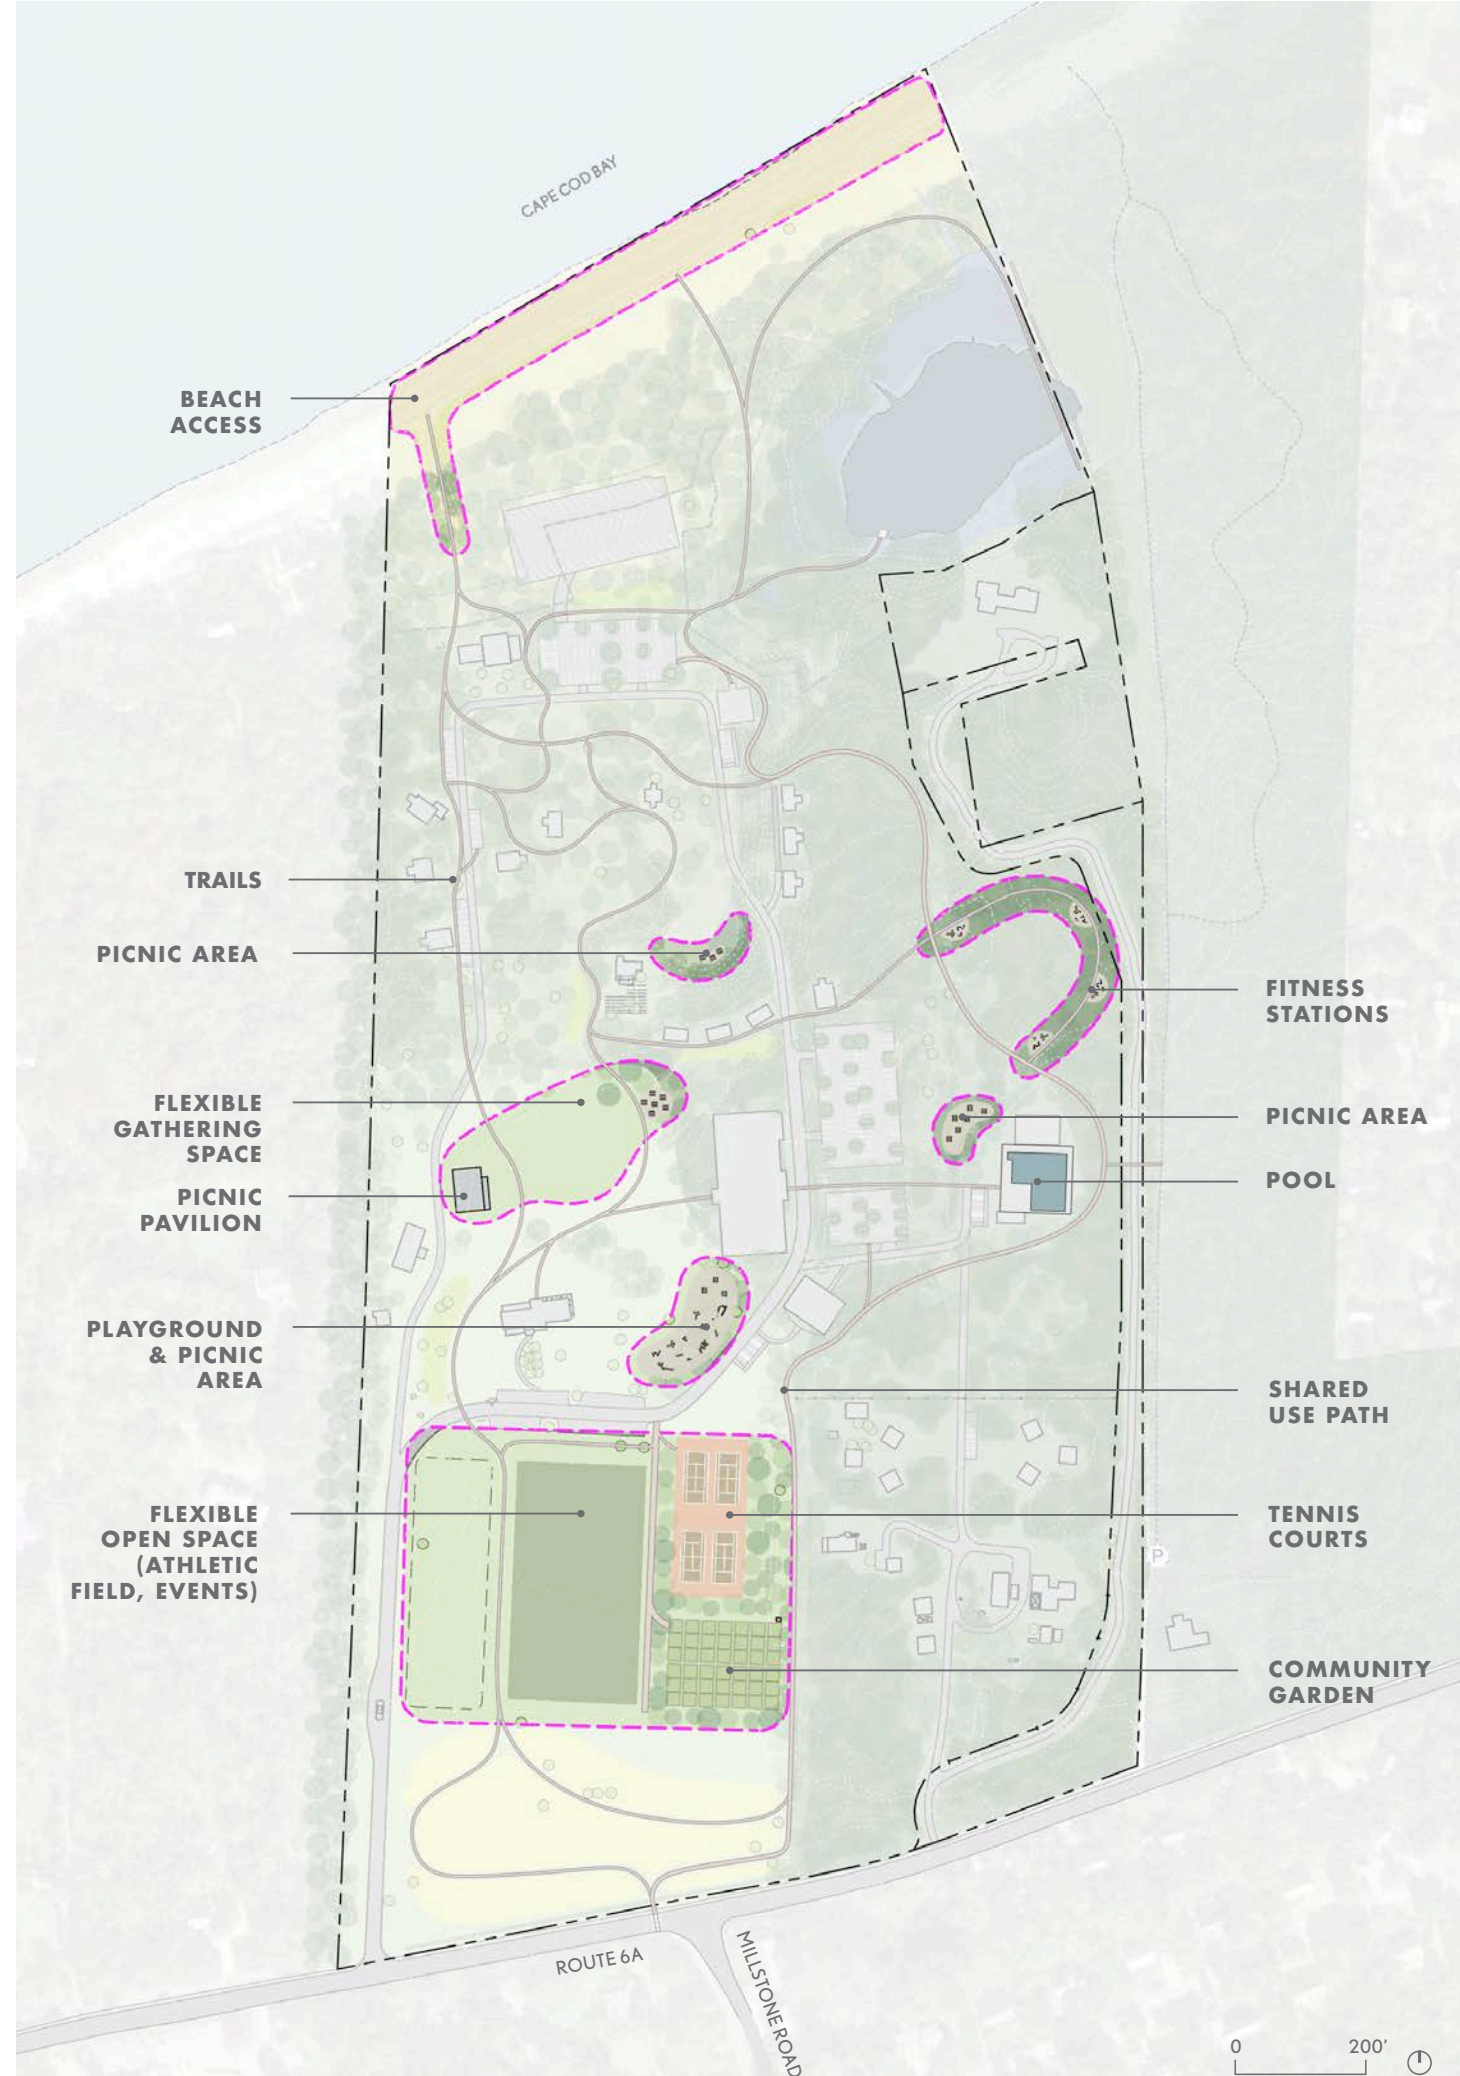 CAPE COD BAY
BEACH
ACCESS
TRAILS
PICNIC AREA
FITNESS
STATIONS
FLEXIBLE
GATHERING
SPACE
PICNIC AREA
POOL
PICNIC
PAVILION
PLAYGROUND
& PICNIC
AREA
SHARED
USE PATH
FLEXIBLE
OPEN SPACE
(ATHLETIC
FIELD, EVENTS)
TENNIS
COURTS
P
COMMUNITY
GARDEN
ROUTE 6A
MILLSTONE ROAD
0 200'